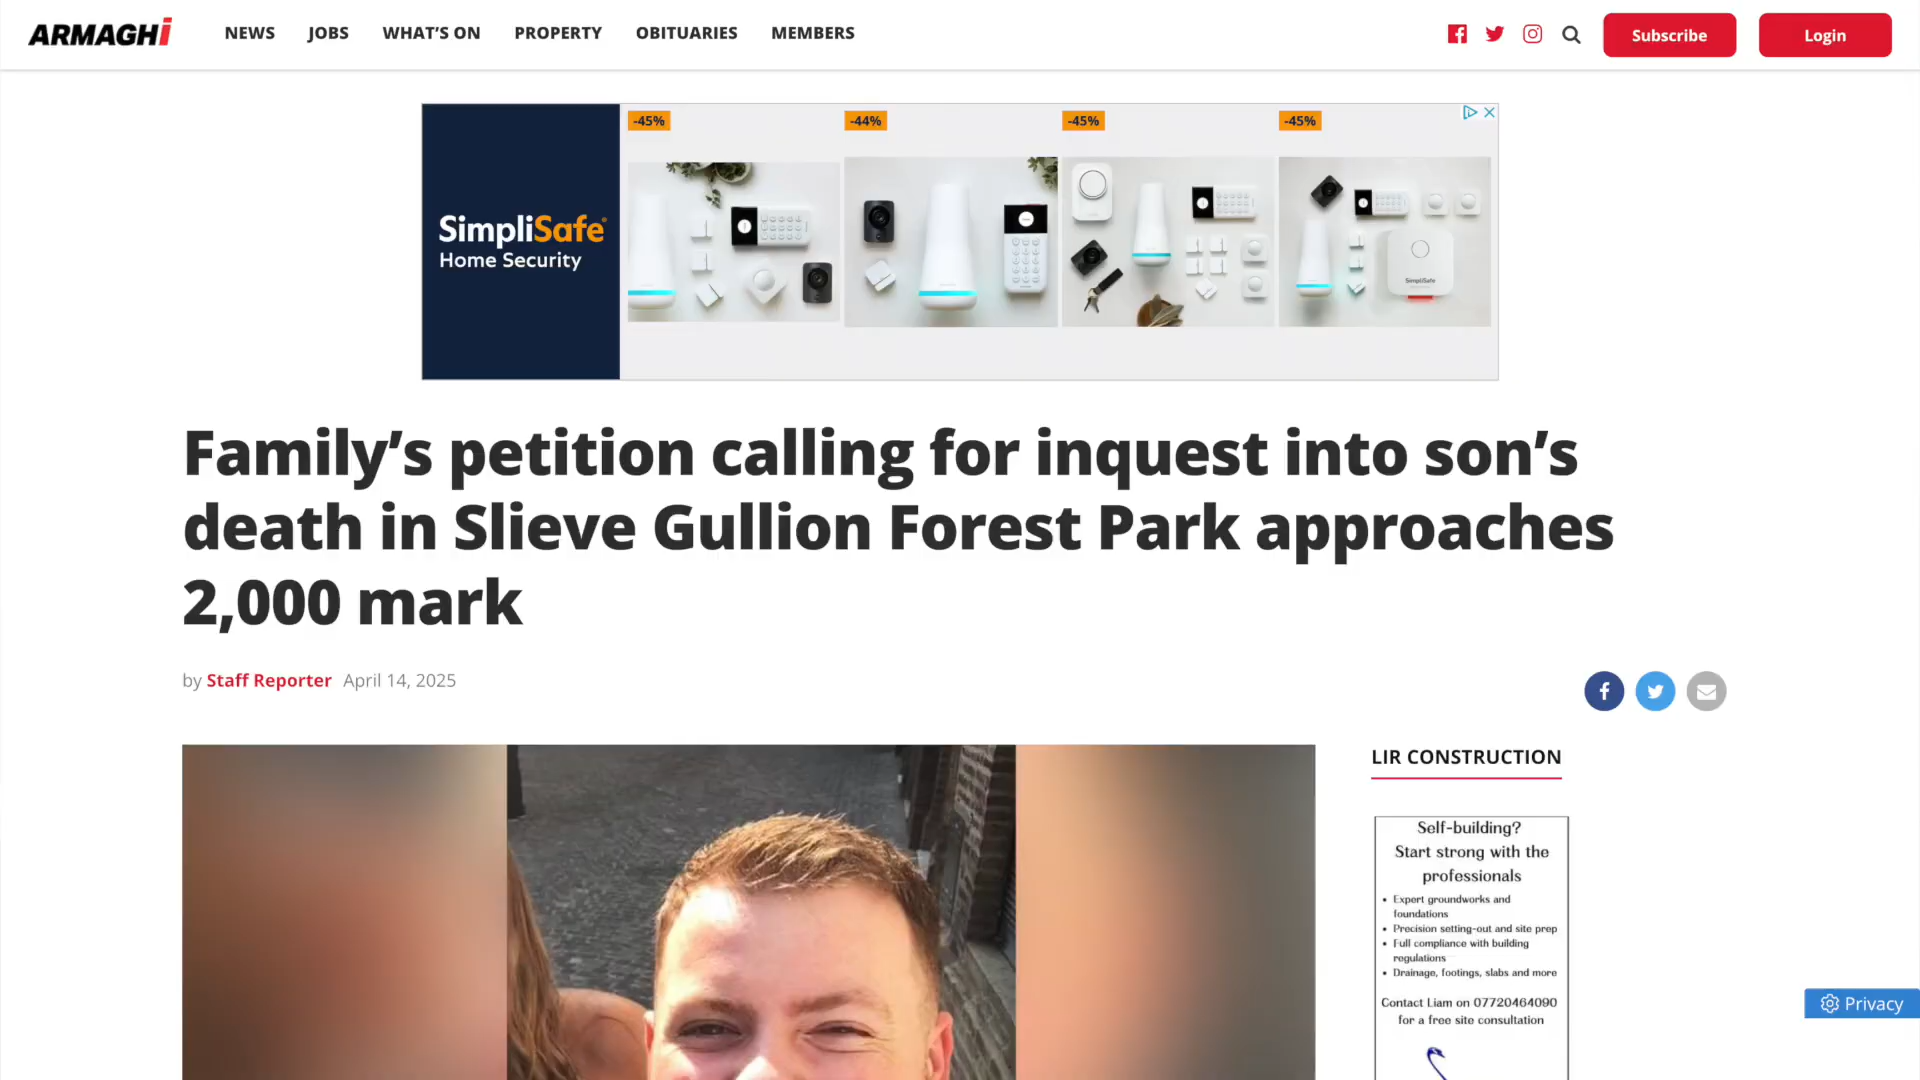 ARMAGHi
NEWS JOBS WHAT'S ON PROPERTY OBITUARIES MEMBERS
Subscribe
Login
-45%
-44%
-45%
-45%
SimpliSafe
Home Security
SimpliSafe
Family’s petition calling for inquest into son’s
death in Slieve Gullion Forest Park approaches
2,000 mark
by Staff Reporter April 14, 2025
LIR CONSTRUCTION
Self-building?
Start strong with the
professionals
• Expert groundworks and
foundations
• Precision setting-out and site prep
• Full compliance with building
regulations
• Drainage, footings, slabs and more
Contact Liam on 07720464090
for a free site consultation
Privacy